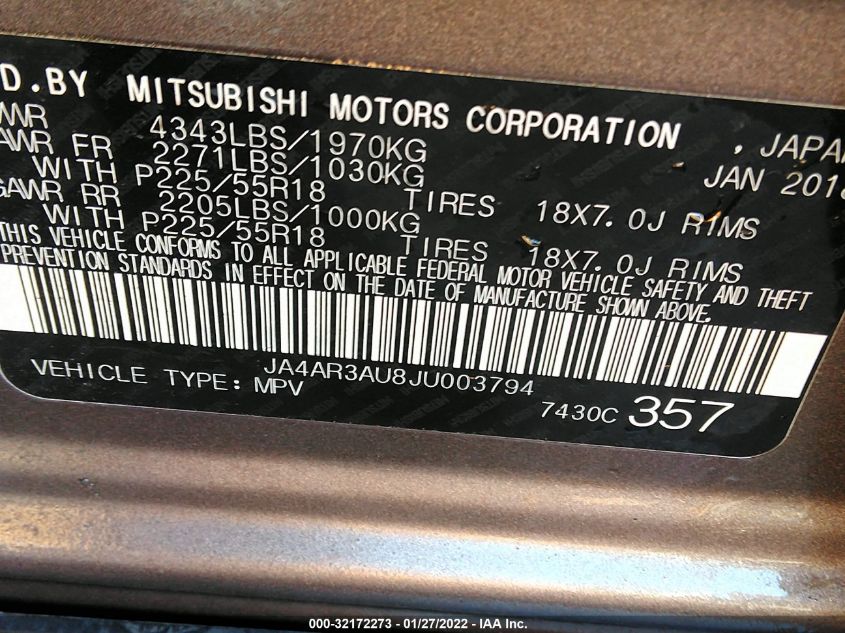 D.BY MITSUBISHI MOTORS CORPORATION , JAPAN
WR 4343LBS/1970KG JAN 2018
AWR FR 2271LBS/1030KG
WITH P225/55R18 TIRES 18X7.0J RIMS
GAWR RR 2205LBS/1000KG
WITH P225/55R18 TIRES 18X7.0J RIMS
THIS VEHICLE CONFORMS TO ALL APPLICABLE FEDERAL MOTOR VEHICLE SAFETY AND THEFT
PREVENTION STANDARDS IN EFFECT ON THE DATE OF MANUFACTURE SHOWN ABOVE.
JA4AR3AU8JU003794
VEHICLE TYPE: MPV 7430C 357
000-32172273 - 01/27/2022 - IAA Inc.